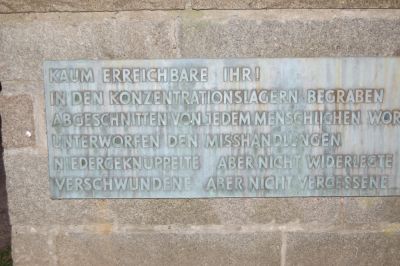 KAUM ERREICHBARE IHR!
IN DEN KONZENTRATIONSLAGERN BEGRABEN
ABGESCHNITTEN VON JEDEM MENSCHLICHEN WOR
UNTERWORFEN DEN MISSHANDLUNGEN
NIEDERGEKNÜPPELTE ABER NICHT WIDERLEGTE
VERSCHWUNDENE ABER NICHT VERGESSENE